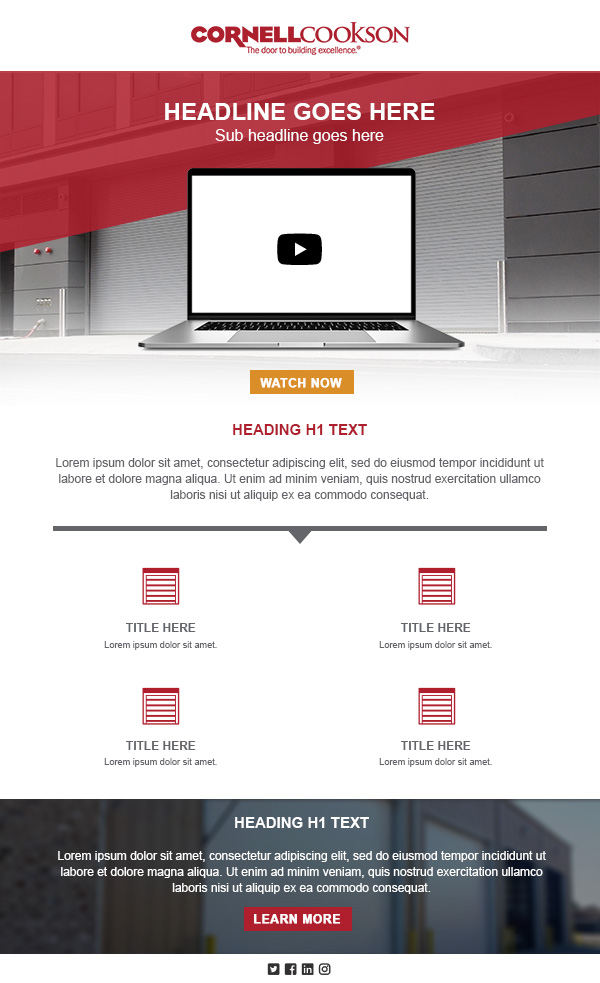 CORNELLCOOKSON
The door to building excellence.®
HEADLINE GOES HERE
Sub headline goes here
WATCH NOW
HEADING H1 TEXT
Lorem ipsum dolor sit amet, consectetur adipiscing elit, sed do eiusmod tempor incididunt ut
labore et dolore magna aliqua. Ut enim ad minim veniam, quis nostrud exercitation ullamco
laboris nisi ut aliquip ex ea commodo consequat.
TITLE HERE
Lorem ipsum dolor sit amet.
TITLE HERE
Lorem ipsum dolor sit amet.
TITLE HERE
Lorem ipsum dolor sit amet.
TITLE HERE
Lorem ipsum dolor sit amet.
HEADING H1 TEXT
Lorem ipsum dolor sit amet, consectetur adipiscing elit, sed do eiusmod tempor incididunt ut
labore et dolore magna aliqua. Ut enim ad minim veniam, quis nostrud exercitation ullamco
laboris nisi ut aliquip ex ea commodo consequat.
LEARN MORE